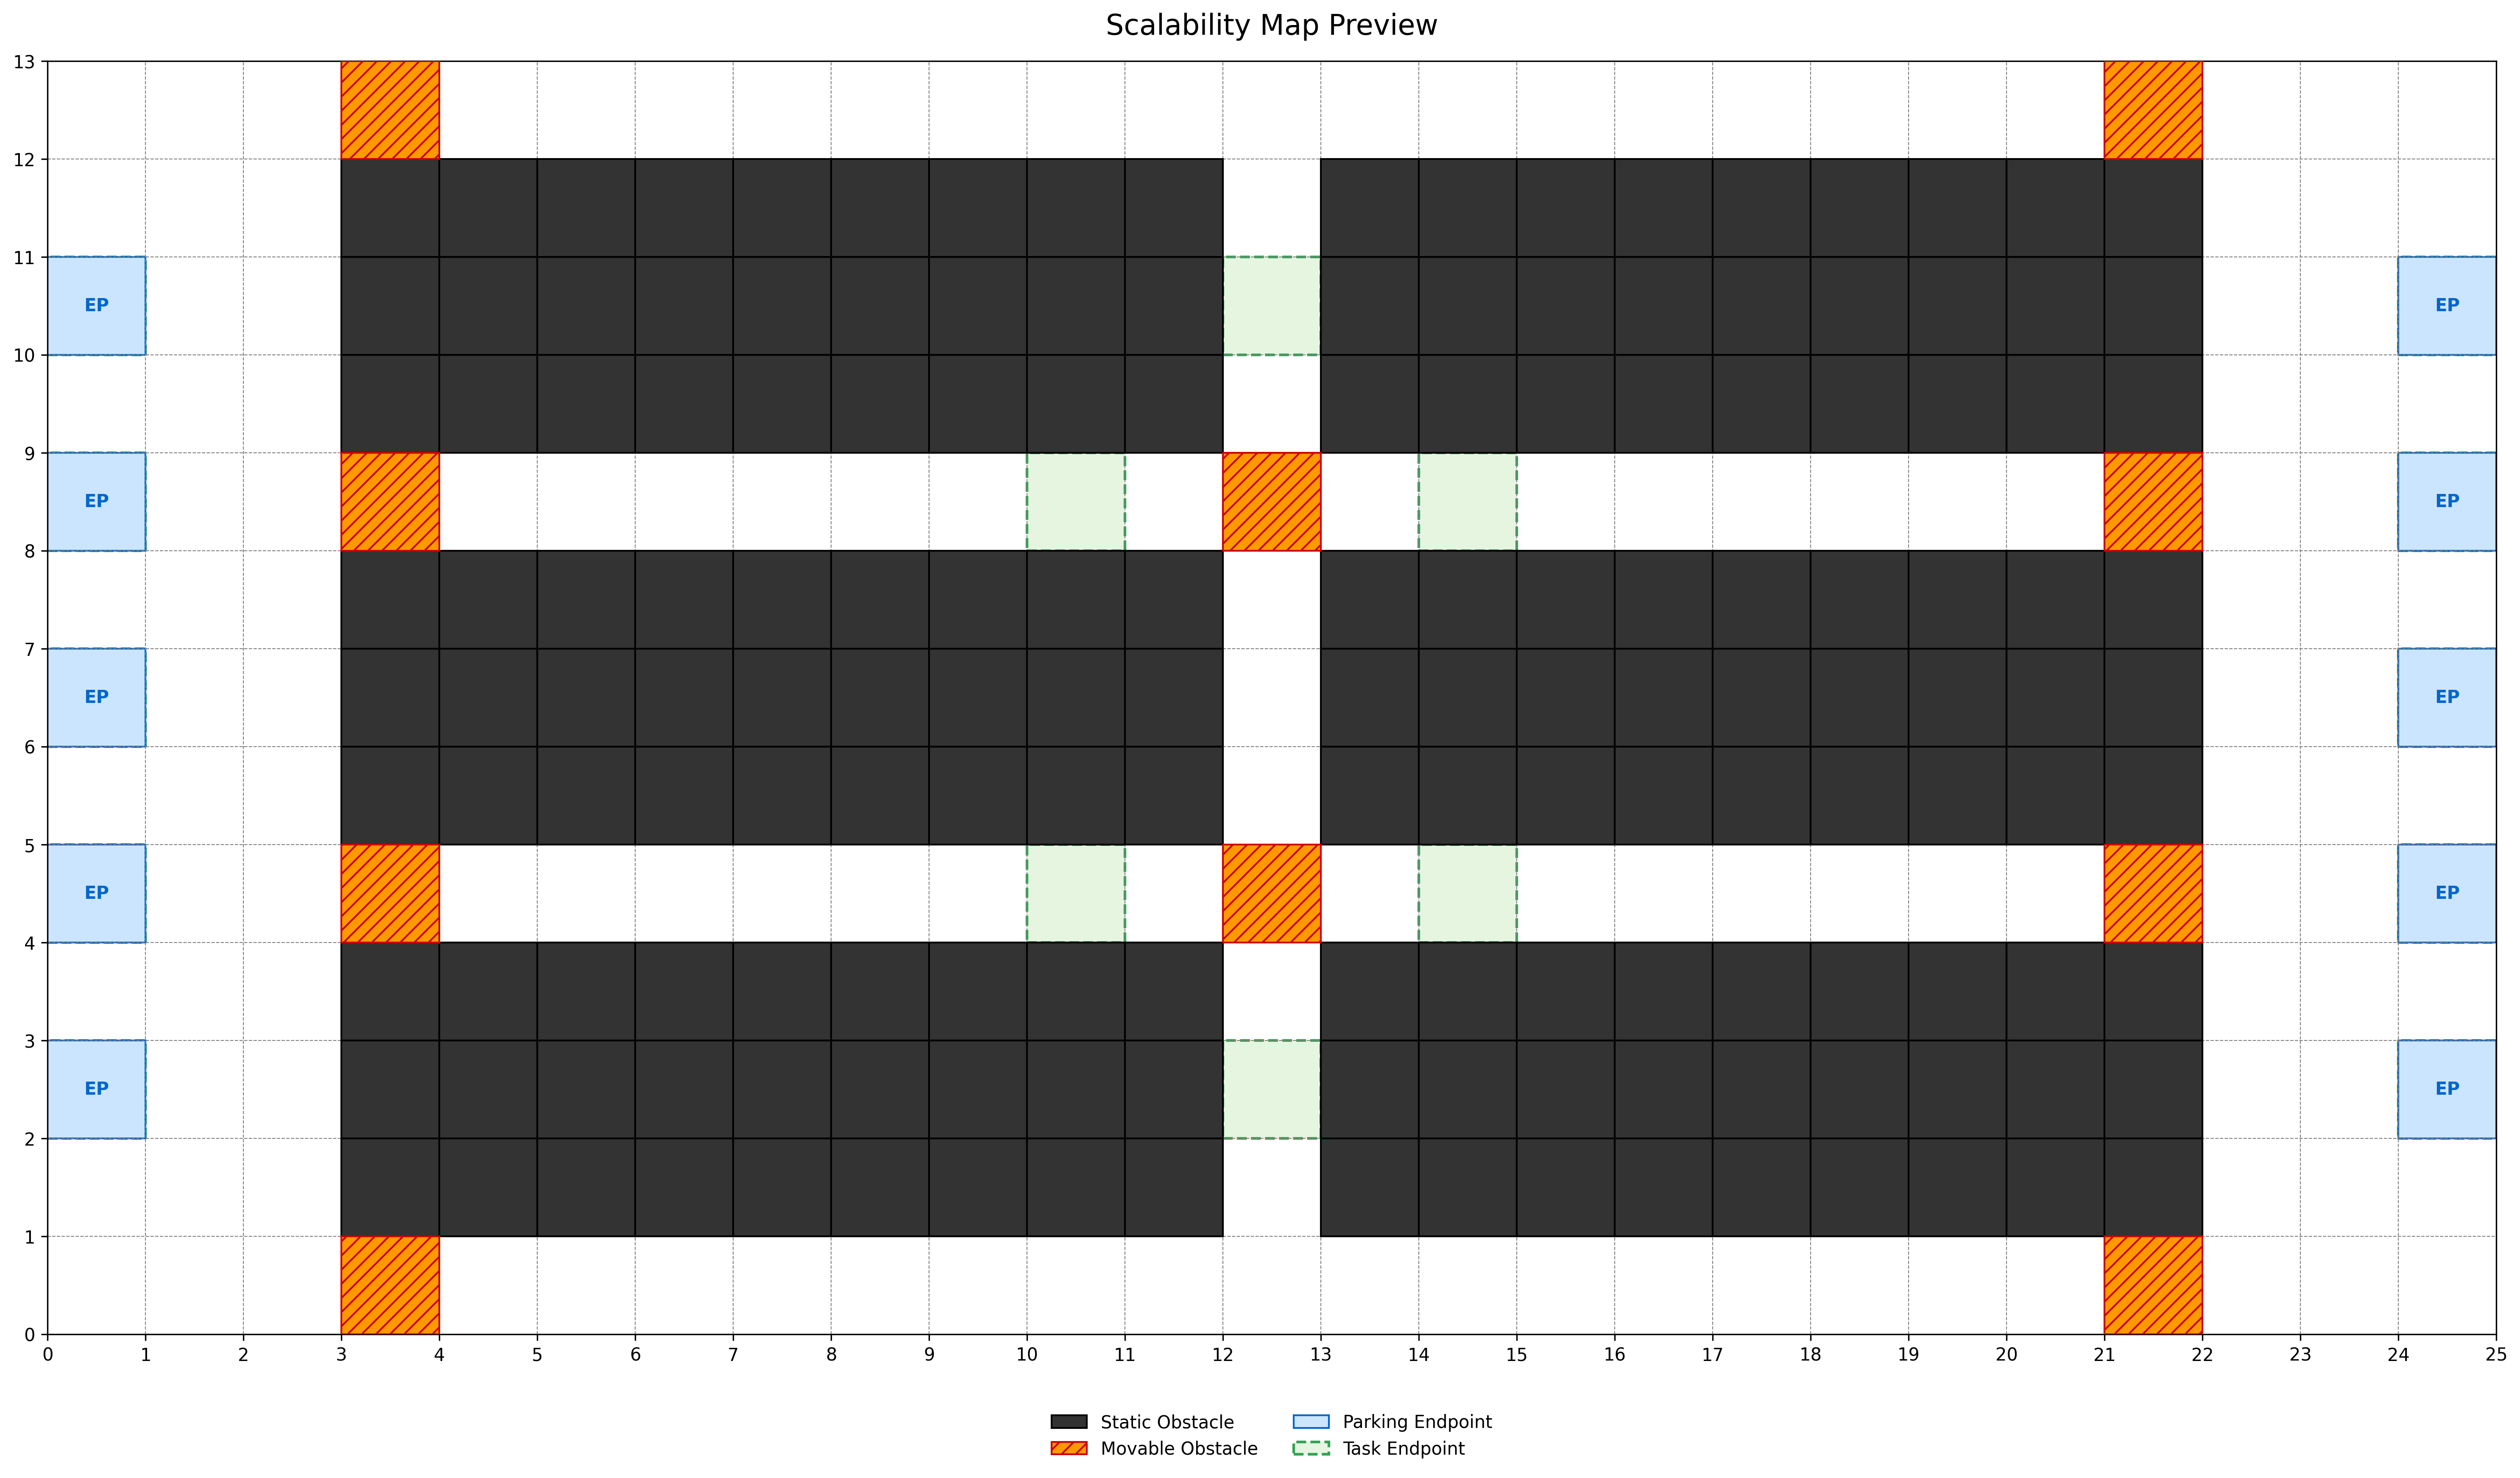 Scalability Map Preview
13
12
11
EP EP
10
9
EP EP
8
7
EP EP
6
5
EP EP
4
3
EP EP
2
1
0
0 1 2 3 4 5 6 7 8 9 10 11 12 13 14 15 16 17 18 19 20 21 22 23 24 25
Static Obstacle
Movable Obstacle
Parking Endpoint
Task Endpoint